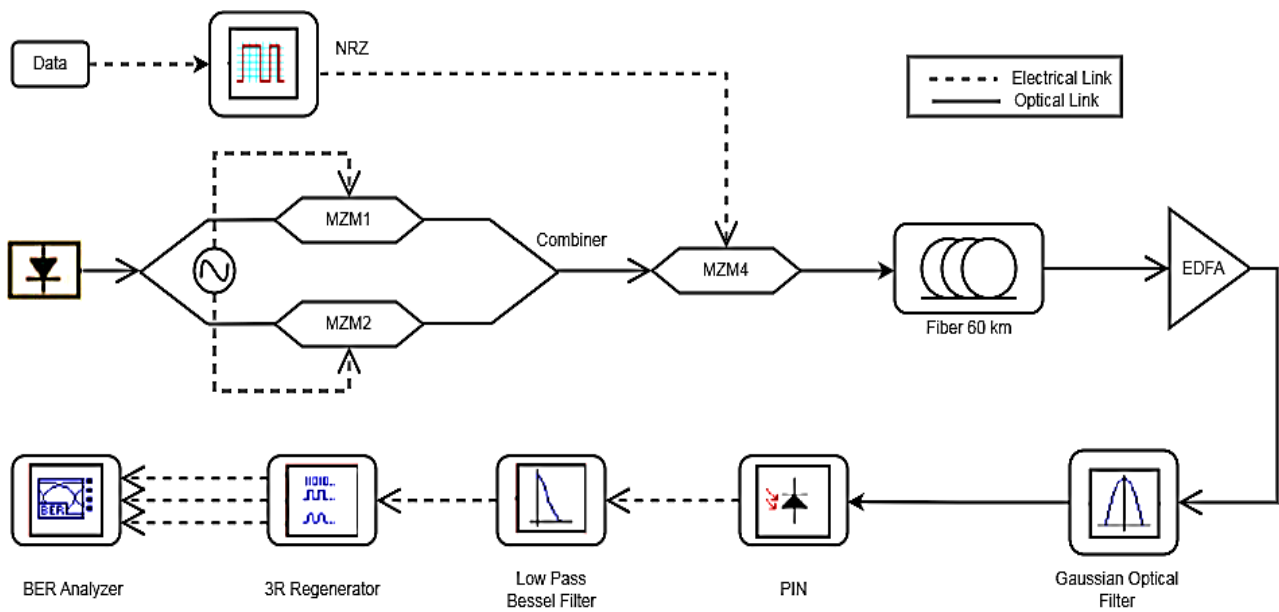 Data
NRZ
Electrical Link
Optical Link
MZM1
Combiner
MZM4
EDFA
MZM2
Fiber 60 km
BER
BER Analyzer
3R Regenerator
Low Pass
Bessel Filter
PIN
Gaussian Optical
Filter